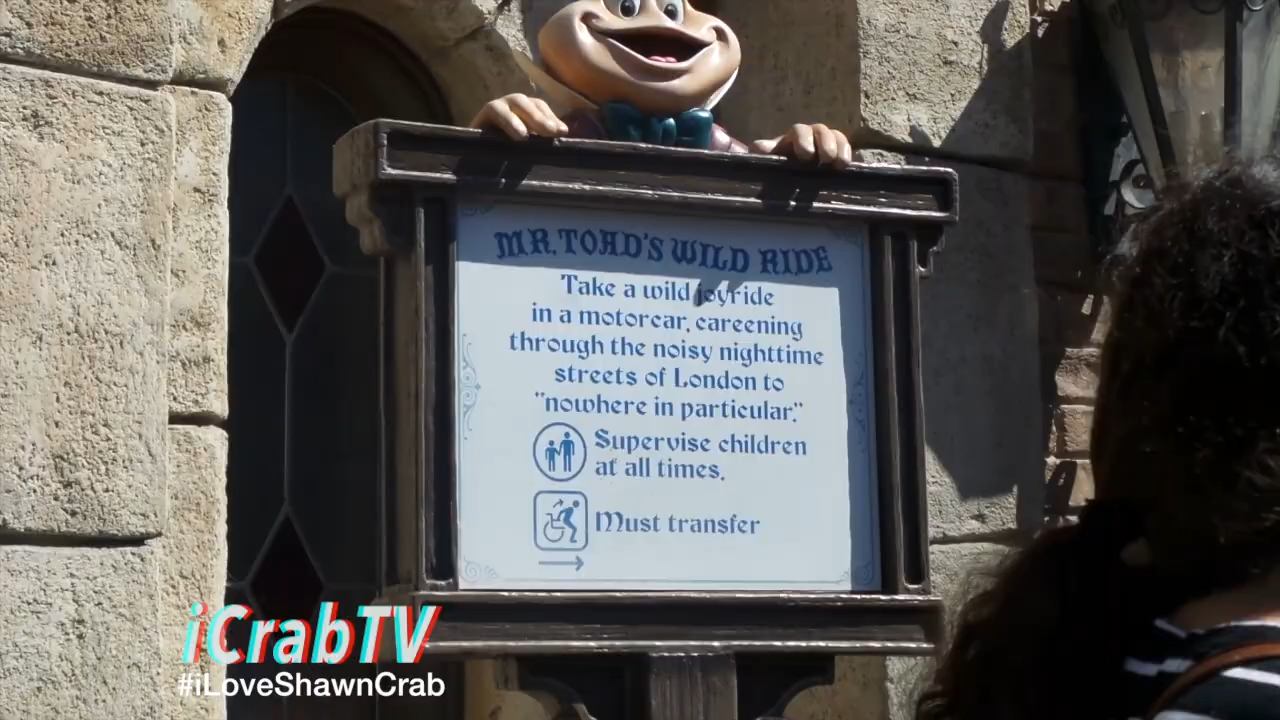 MR. TOAD'S WILD RIDE
Take a wild joyride
in a motorcar, careening
through the noisy nighttime
streets of London to
"nowhere in particular."
Supervise children
at all times.
Must transfer
iCrabTV
#iLoveShawnCrab